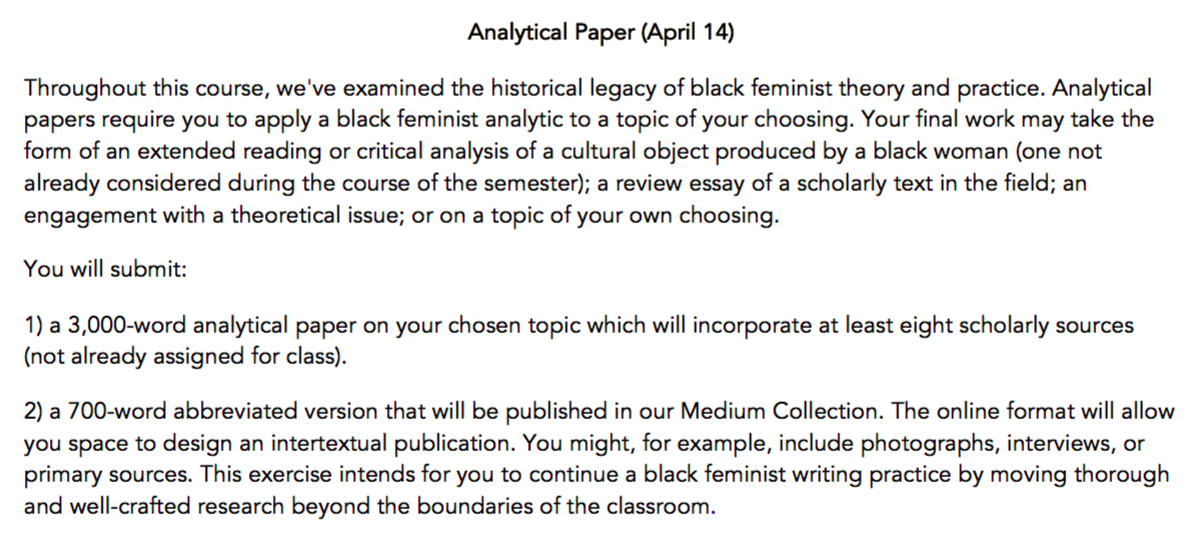 Analytical Paper (April 14)
Throughout this course, we've examined the historical legacy of black feminist theory and practice. Analytical
papers require you to apply a black feminist analytic to a topic of your choosing. Your final work may take the
form of an extended reading or critical analysis of a cultural object produced by a black woman (one not
already considered during the course of the semester); a review essay of a scholarly text in the field; an
engagement with a theoretical issue; or on a topic of your own choosing.
You will submit:
1) a 3,000-word analytical paper on your chosen topic which will incorporate at least eight scholarly sources
(not already assigned for class).
2) a 700-word abbreviated version that will be published in our Medium Collection. The online format will allow
you space to design an intertextual publication. You might, for example, include photographs, interviews, or
primary sources. This exercise intends for you to continue a black feminist writing practice by moving thorough
and well-crafted research beyond the boundaries of the classroom.